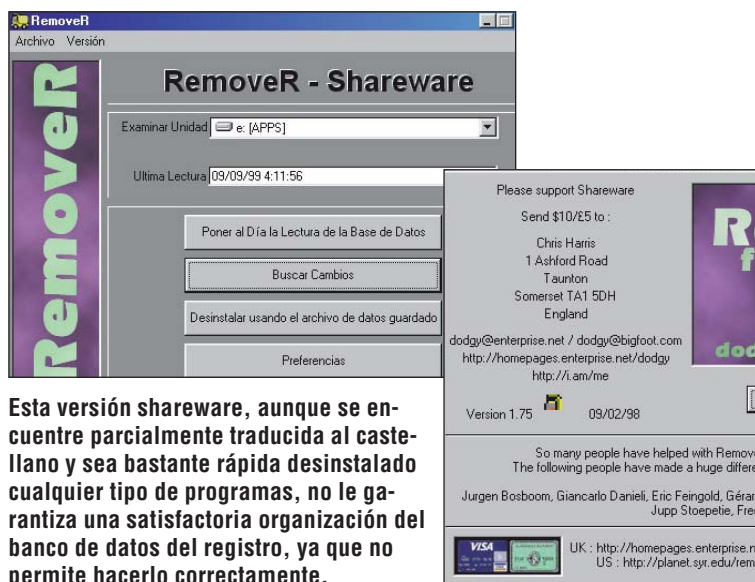 RemoveR
Archivo Versión
RemoveR
RemoveR - Shareware
Examinar Unidad e: [APPS]
Ultima Lectura 09/09/99 4:11:56
Poner al Día la Lectura de la Base de Datos
Buscar Cambios
Desinstalar usando el archivo de datos guardado
Preferencias
Please support Shareware
Send $10/£5 to :
Chris Harris
1 Ashford Road
Taunton
Somerset TA1 5DH
England
dodgy@enterprise.net / dodgy@bigfoot.com
http://homepages.enterprise.net/dodgy
http://i.am/me
Version 1.75 09/02/98
So many people have helped with Remove
The following people have made a huge differe
Jurgen Bosboom, Giancarlo Danieli, Eric Feingold, Gérar
Jupp Stoepetie, Fre
VISA
UK : http://homepages.enterprise.n
US : http://planet.syr.edu/re
Esta versión shareware, aunque se en-
cuentre parcialmente traducida al caste-
llano y sea bastante rápida desinstalado
cualquier tipo de programas, no le ga-
rantiza una satisfactoria organización del
banco de datos del registro, ya que no
permite hacerlo correctamente.